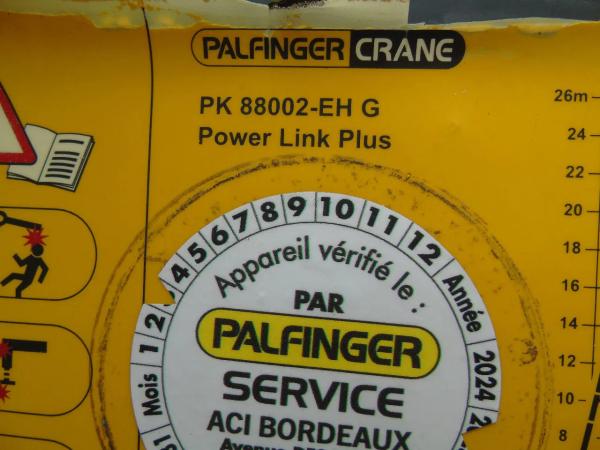 PALFINGER CRANE
PK 88002-EH G
Power Link Plus
26m
24
22
20
18
16
14
12
10
8
Mois 1 2 4 5 6 7 8 9 10 11 12 Année 2024
31
Appareil vérifié le :
PAR
PALFINGER
SERVICE
ACI BORDEAUX
Avenue